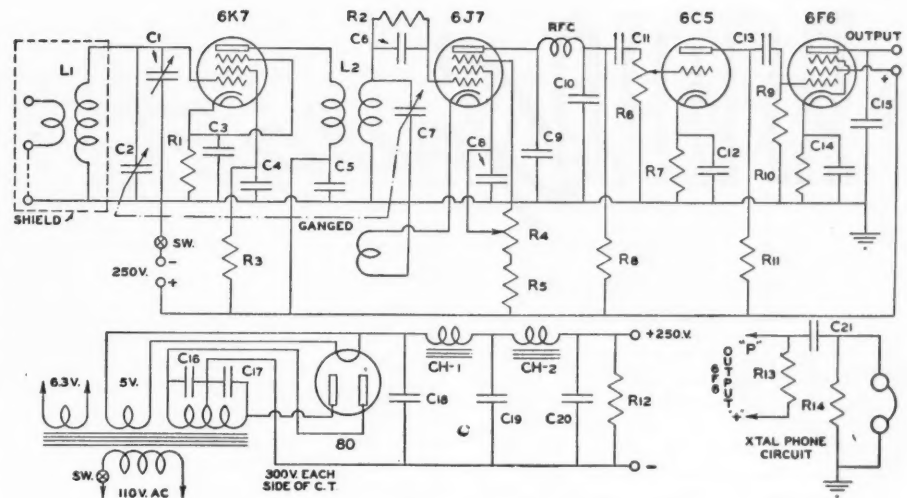 6K7
6J7
6C5
6F6
C1
R2
C6
RFC
C11
C13
OUTPUT
+
L1
L2
R9
C10
R6
C7
C2
R1
C3
C8
C9
R7
C12
R10
C14
C15
C4
C5
SHIELD
GANGED
SW.
−
250V.
+
R3
R4
R5
R8
R11
6.3V.
5V.
C16
C17
80
CH-1
CH-2
+250.V.
C18
C19
C20
R12
−
SW.
110V. AC
300V. EACH
SIDE OF C.T.
"P"
OUTPUT
6F6
"+"
R13
C21
R14
XTAL PHONE
CIRCUIT